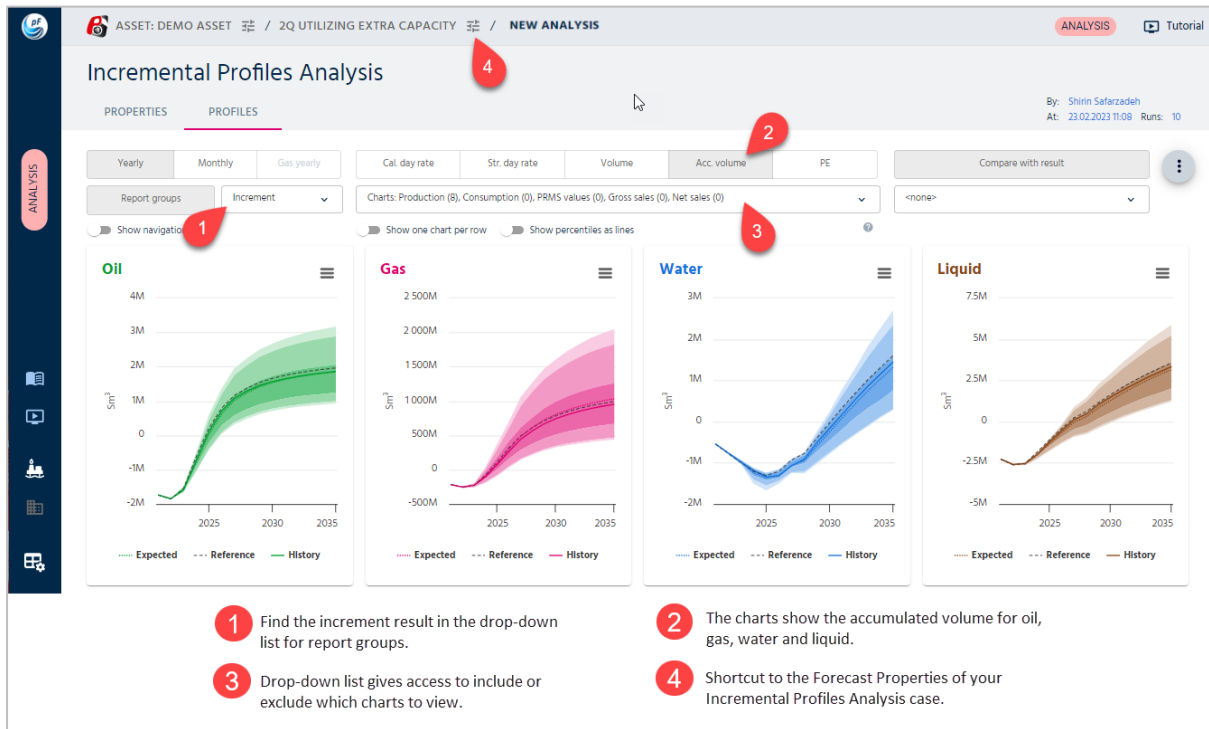 pF
ASSET: DEMO ASSET / 2Q UTILIZING EXTRA CAPACITY / NEW ANALYSIS
ANALYSIS
Tutorial
4
Incremental Profiles Analysis
PROPERTIES PROFILES
By: Shirin Safarzadeh
At: 23.02.2023 11:08 Runs: 10
2
Yearly Monthly Gas yearly
Cal. day rate Str. day rate Volume Acc. volume PE
Compare with result
ANALYSIS
Report groups Increment
Charts: Production (8), Consumption (0), PRMS values (0), Gross sales (0), Net sales (0)
<none>
1
3
Show navigatio
Show one chart per row Show percentiles as lines
?
Oil
4M
3M
2M
1M
0
-1M
-2M
Sm³
2025 2030 2035
Expected Reference History
Gas
2 500M
2 000M
1 500M
1 000M
500M
0
-500M
Sm³
2025 2030 2035
Expected Reference History
Water
3M
2M
1M
0
-1M
-2M
Sm³
2025 2030 2035
Expected Reference History
Liquid
7.5M
5M
2.5M
0
-2.5M
-5M
Sm³
2025 2030 2035
Expected Reference History
1 Find the increment result in the drop-down
list for report groups.
2 The charts show the accumulated volume for oil,
gas, water and liquid.
3 Drop-down list gives access to include or
exclude which charts to view.
4 Shortcut to the Forecast Properties of your
Incremental Profiles Analysis case.